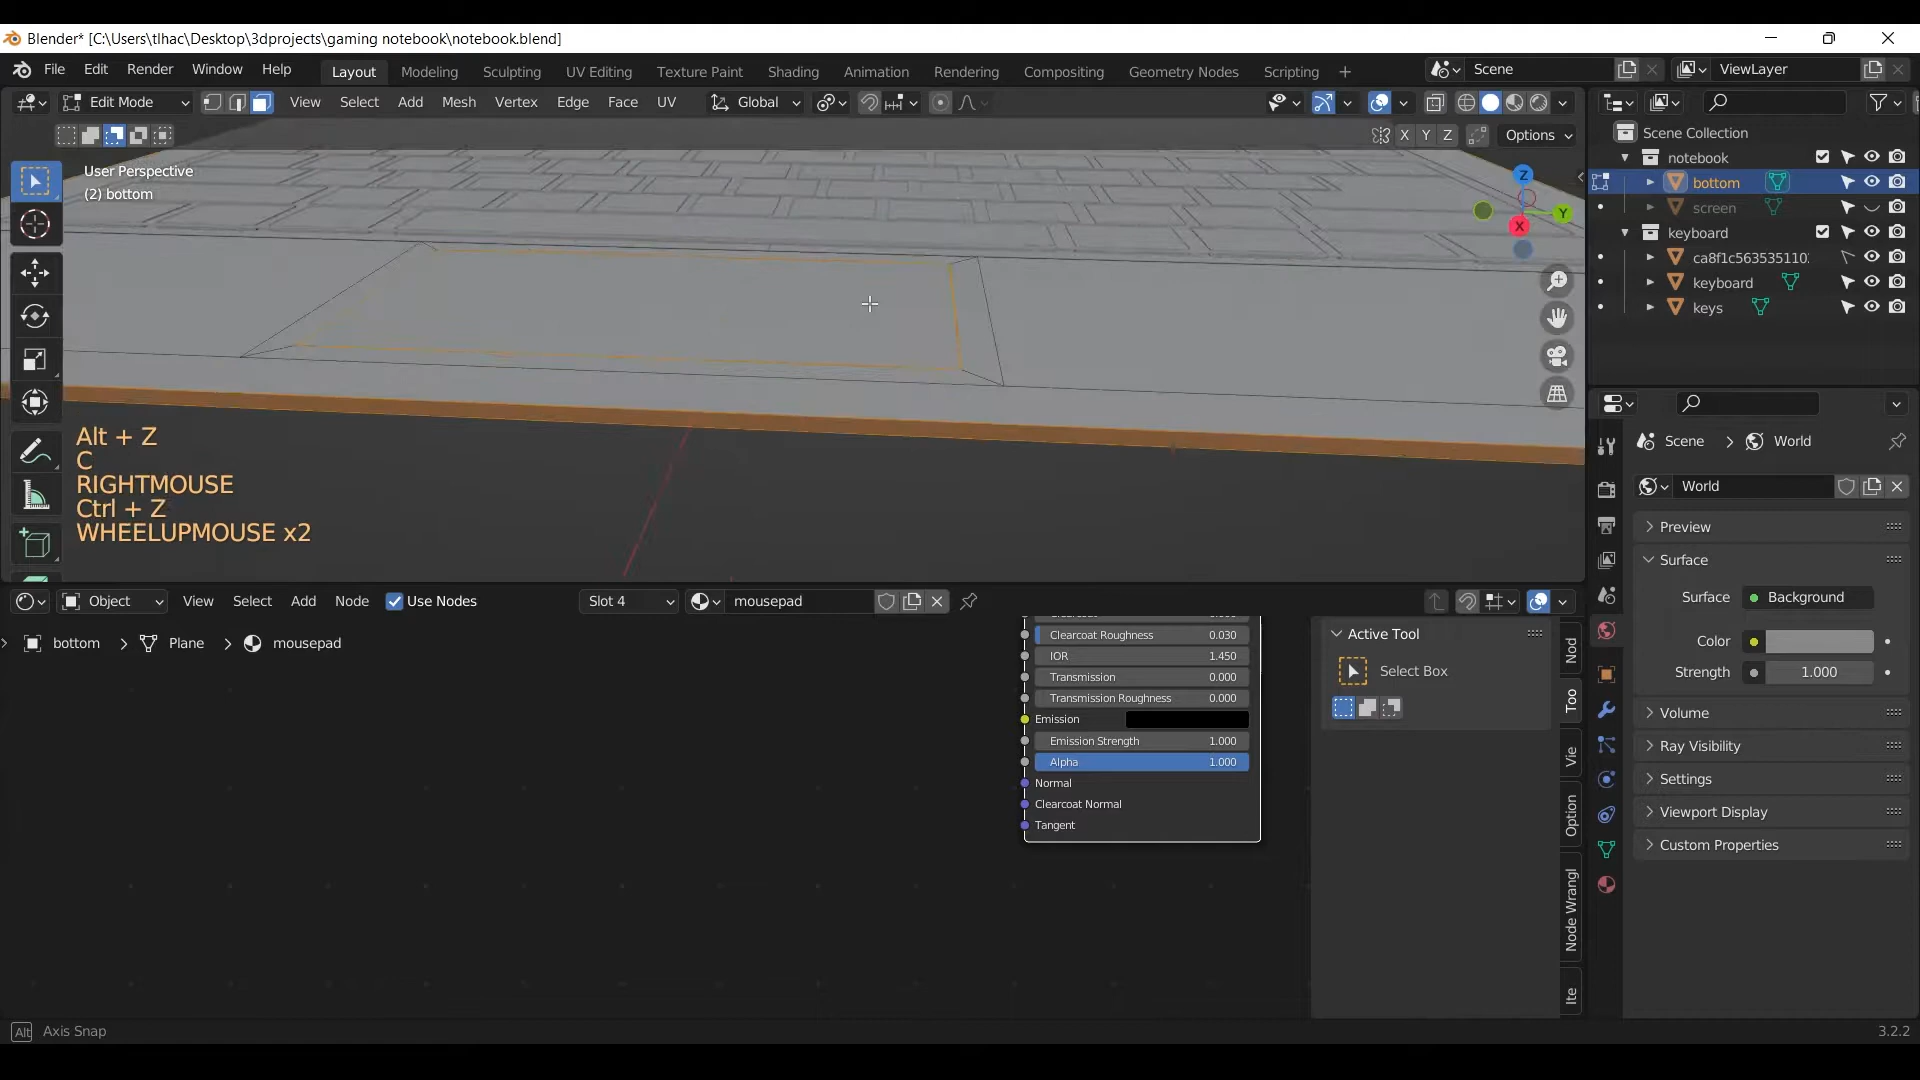 Blender* [C:\Users\tlhac\Desktop\3dprojects\gaming notebook\notebook.blend]
File Edit Render Window Help Layout Modeling Sculpting UV Editing Texture Paint Shading Animation Rendering Compositing Geometry Nodes Scripting + Scene ViewLayer
Edit Mode View Select Add Mesh Vertex Edge Face UV Global
X Y Z Options
User Perspective
(2) bottom
Z
Y
X
Alt + Z
C
RIGHTMOUSE
Ctrl + Z
WHEELUPMOUSE x2
Scene Collection
notebook
bottom
screen
keyboard
ca8f1c563535110
keyboard
keys
Scene > World
World
Preview
Surface
Surface Background
Color
Strength 1.000
Volume
Ray Visibility
Settings
Viewport Display
Custom Properties
Object View Select Add Node Use Nodes Slot 4 mousepad
bottom > Plane > mousepad
Clearcoat Roughness 0.030
IOR 1.450
Transmission 0.000
Transmission Roughness 0.000
Emission
Emission Strength 1.000
Alpha 1.000
Normal
Clearcoat Normal
Tangent
Active Tool
Select Box
Nod
Too
Vie
Option
Node Wrangl
Ite
Alt Axis Snap
3.2.2